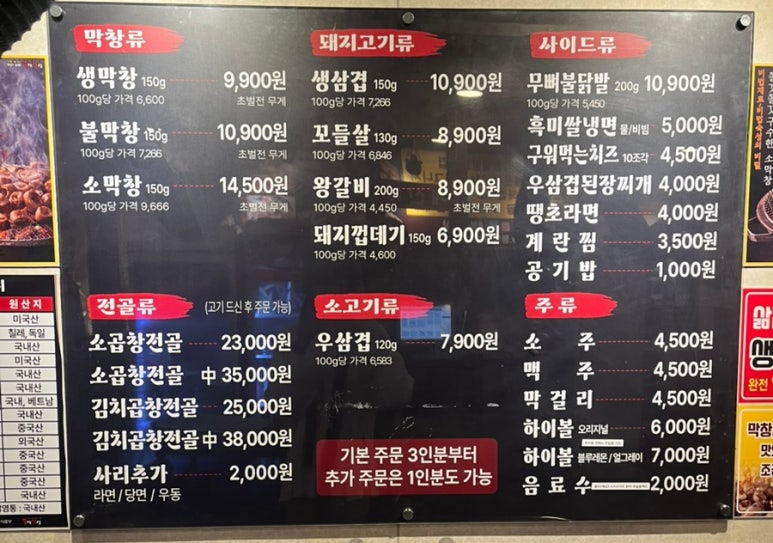 막창류
생막창 150g 9,900원
100g당 가격 6,600 초벌전 무게
불막창 150g 10,900원
100g당 가격 7,266 초벌전 무게
소막창 150g 14,500원
100g당 가격 9,666 초벌전 무게
돼지고기류
생삼겹 150g 10,900원
100g당 가격 7,266
꼬들살 130g 8,900원
100g당 가격 6,846
왕갈비 200g 8,900원
100g당 가격 4,450 초벌전 무게
돼지껍데기 150g 6,900원
100g당 가격 4,600
사이드류
무뼈불닭발 200g 10,900원
100g당 가격 5,450
흑미쌀냉면 물/비빔 5,000원
구워먹는치즈 10조각 4,500원
우삼겹된장찌개 4,000원
땡초라면 4,000원
계란찜 3,500원
공기밥 1,000원
전골류 (고기 드신 후 주문 가능)
소곱창전골 23,000원
소곱창전골 中 35,000원
김치곱창전골 25,000원
김치곱창전골 中 38,000원
사리추가 2,000원
라면 / 당면 / 우동
소고기류
우삼겹 120g 7,900원
100g당 가격 6,583
기본 주문 3인분부터
추가 주문은 1인분도 가능
주류
소주 4,500원
맥주 4,500원
막걸리 4,500원
하이볼 오리지널 6,000원
하이볼 블루레몬 / 얼그레이 7,000원
음료수 2,000원
원산지
미국산
칠레, 독일
국내산
미국산
국내산
국내산
국내, 베트남
국내산
중국산
외국산
중국산
중국산
중국산
국내산
국내산
삶
생
완전
막창
맛
조